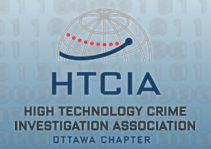 HTCIA
HIGH TECHNOLOGY CRIME
INVESTIGATION ASSOCIATION
OTTAWA CHAPTER